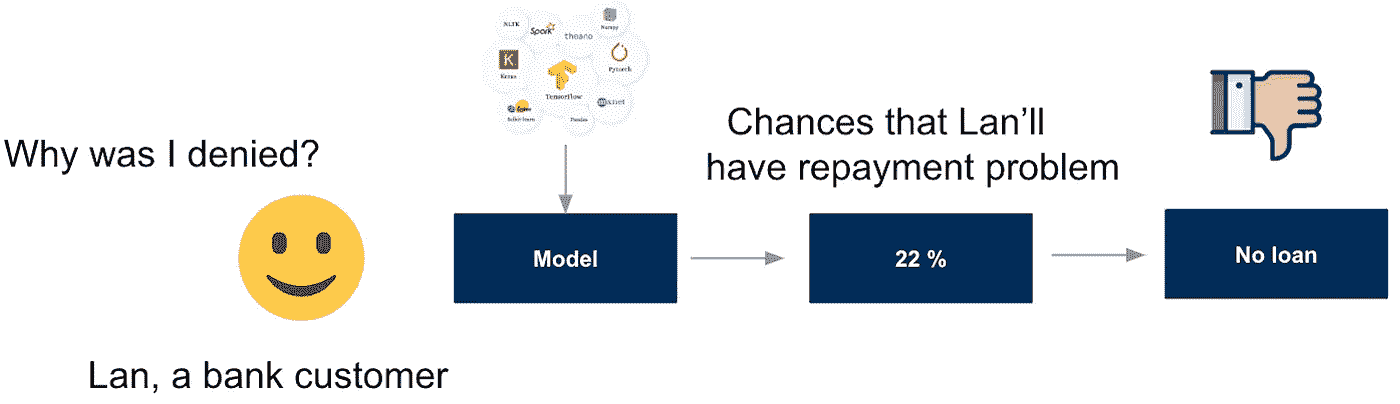 NLTK
Spark
theano
Numpy
Keras
Pytorch
Tensorflow
mxnet
Scikit-learn
Pandas
Why was I denied?
Chances that Lan’ll
have repayment problem
Model
22 %
No loan
Lan, a bank customer